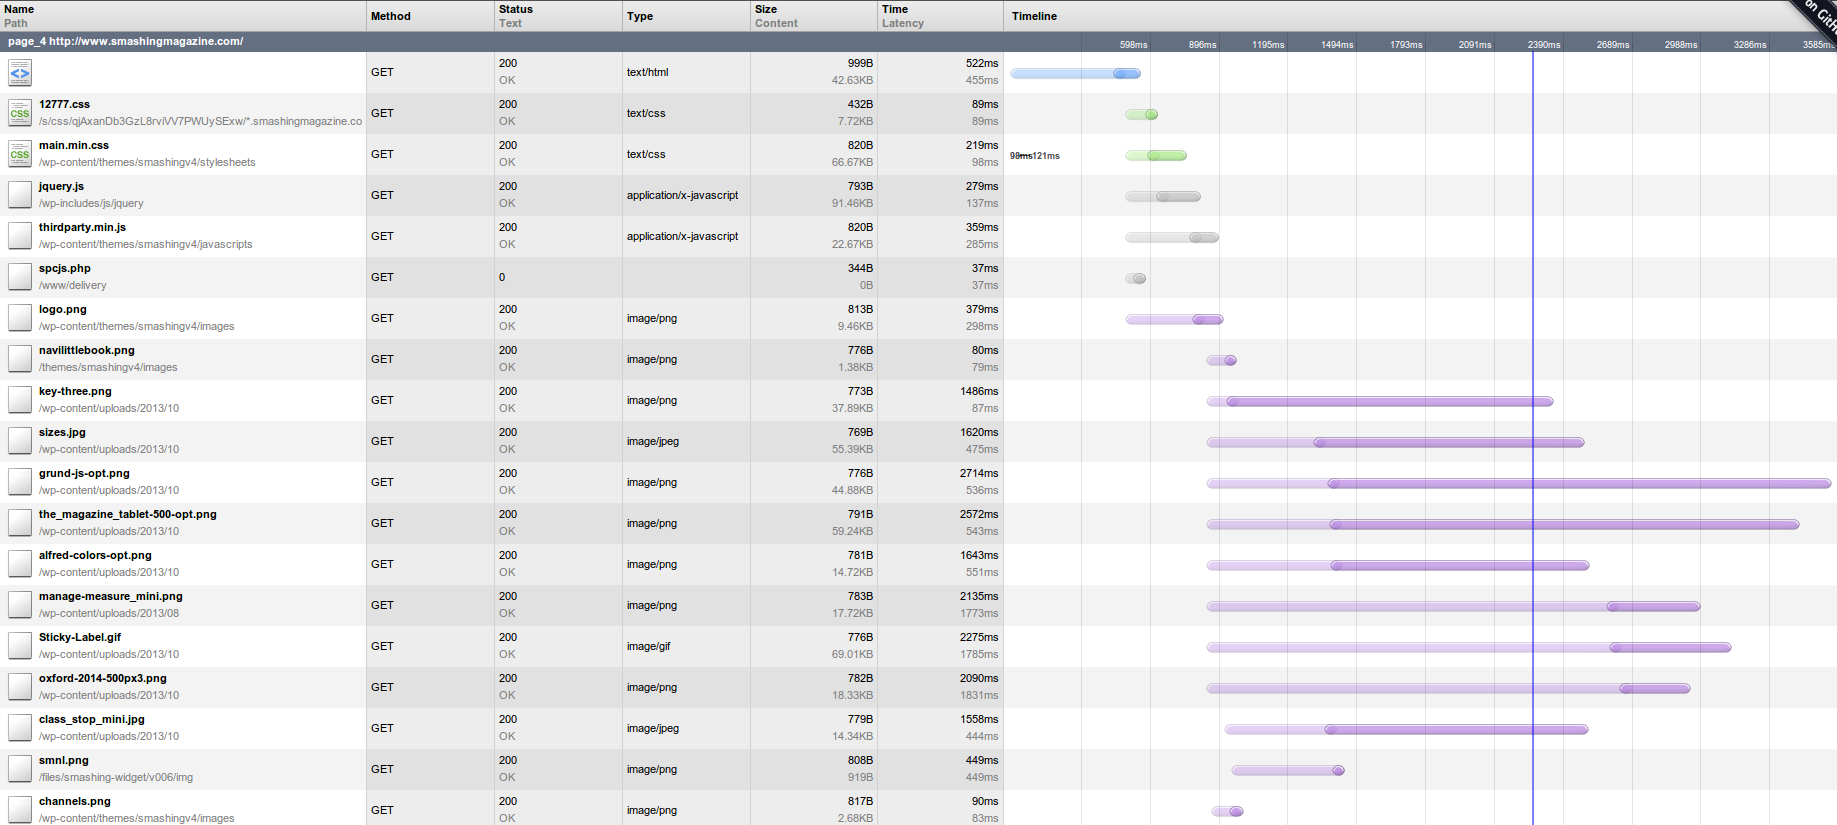 Name Method Status Type Size Time Timeline
Path Text Content Latency
on GitH
page_4 http://www.smashingmagazine.com/
598ms 896ms 1195ms 1494ms 1793ms 2091ms 2390ms 2689ms 2988ms 3286ms 3585ms
<> GET 200 text/html 999B 522ms
OK 42.63KB 455ms
CSS 12777.css GET 200 text/css 432B 89ms
/s/css/qjAxanDb3GzL8rviVV7PWUySExw/*.smashingmagazine.co OK 7.72KB 89ms
CSS main.min.css GET 200 text/css 820B 219ms 98ms121ms
/wp-content/themes/smashingv4/stylesheets OK 66.67KB 98ms
jquery.js GET 200 application/x-javascript 793B 279ms
/wp-includes/js/jquery OK 91.46KB 137ms
thirdparty.min.js GET 200 application/x-javascript 820B 359ms
/wp-content/themes/smashingv4/javascripts OK 22.67KB 285ms
spcjs.php GET 0 344B 37ms
/www/delivery 0B 37ms
logo.png GET 200 image/png 813B 379ms
/wp-content/themes/smashingv4/images OK 9.46KB 298ms
navilittlebook.png GET 200 image/png 776B 80ms
/themes/smashingv4/images OK 1.38KB 79ms
key-three.png GET 200 image/png 773B 1486ms
/wp-content/uploads/2013/10 OK 37.89KB 87ms
sizes.jpg GET 200 image/jpeg 769B 1620ms
/wp-content/uploads/2013/10 OK 55.39KB 475ms
grund-js-opt.png GET 200 image/png 776B 2714ms
/wp-content/uploads/2013/10 OK 44.88KB 536ms
the_magazine_tablet-500-opt.png GET 200 image/png 791B 2572ms
/wp-content/uploads/2013/10 OK 59.24KB 543ms
alfred-colors-opt.png GET 200 image/png 781B 1643ms
/wp-content/uploads/2013/10 OK 14.72KB 551ms
manage-measure_mini.png GET 200 image/png 783B 2135ms
/wp-content/uploads/2013/08 OK 17.72KB 1773ms
Sticky-Label.gif GET 200 image/gif 776B 2275ms
/wp-content/uploads/2013/10 OK 69.01KB 1785ms
oxford-2014-500px3.png GET 200 image/png 782B 2090ms
/wp-content/uploads/2013/10 OK 18.33KB 1831ms
class_stop_mini.jpg GET 200 image/jpeg 779B 1558ms
/wp-content/uploads/2013/10 OK 14.34KB 444ms
smnl.png GET 200 image/png 808B 449ms
/files/smashing-widget/v006/img OK 919B 449ms
channels.png GET 200 image/png 817B 90ms
/wp-content/themes/smashingv4/images OK 2.68KB 83ms